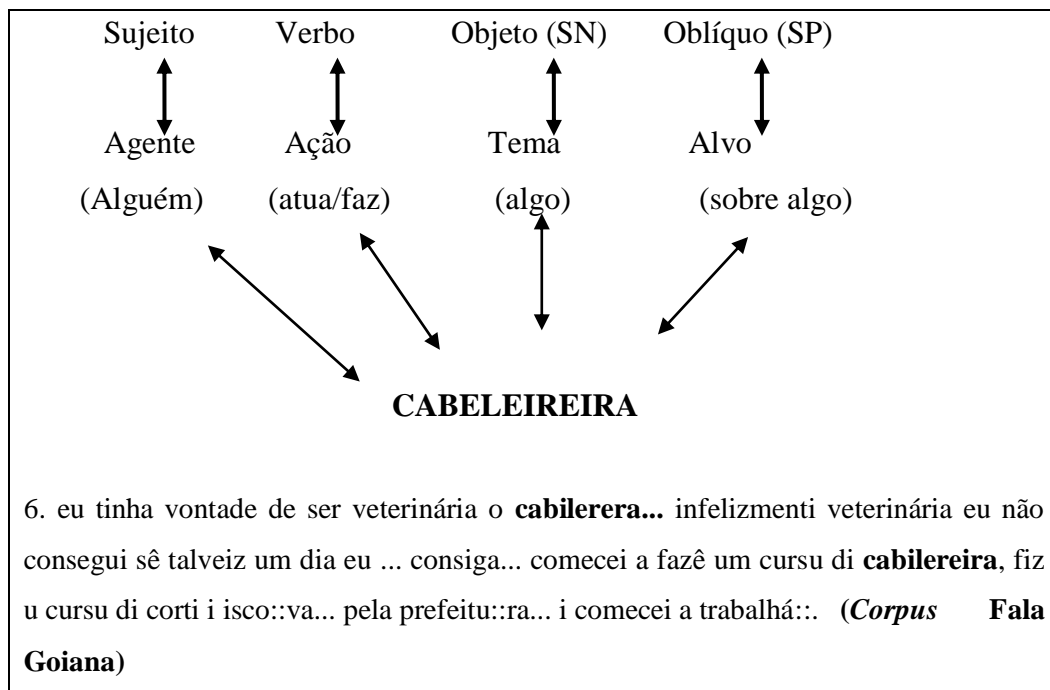 Sujeito Verbo Objeto (SN) Oblíquo (SP)
Agente Ação Tema Alvo
(Alguém) (atua/faz) (algo) (sobre algo)
CABELEIREIRA
6. eu tinha vontade de ser veterinária o cabilerera... infelizmenti veterinária eu não
consegui sê talveiz um dia eu ... consiga... comecei a fazê um cursu di cabilereira, fiz
u cursu di corti i isco::va... pela prefeitu::ra... i comecei a trabalhá::. (Corpus Fala
Goiana)